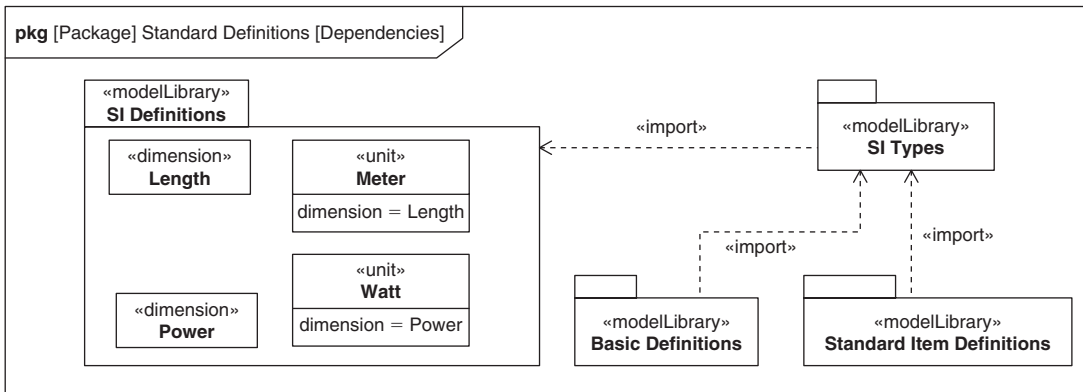 pkg [Package] Standard Definitions [Dependencies]
«modelLibrary»
SI Definitions
«dimension»
Length
«unit»
Meter
dimension = Length
«dimension»
Power
«unit»
Watt
dimension = Power
«import»
«modelLibrary»
SI Types
«import»
«import»
«modelLibrary»
Basic Definitions
«modelLibrary»
Standard Item Definitions